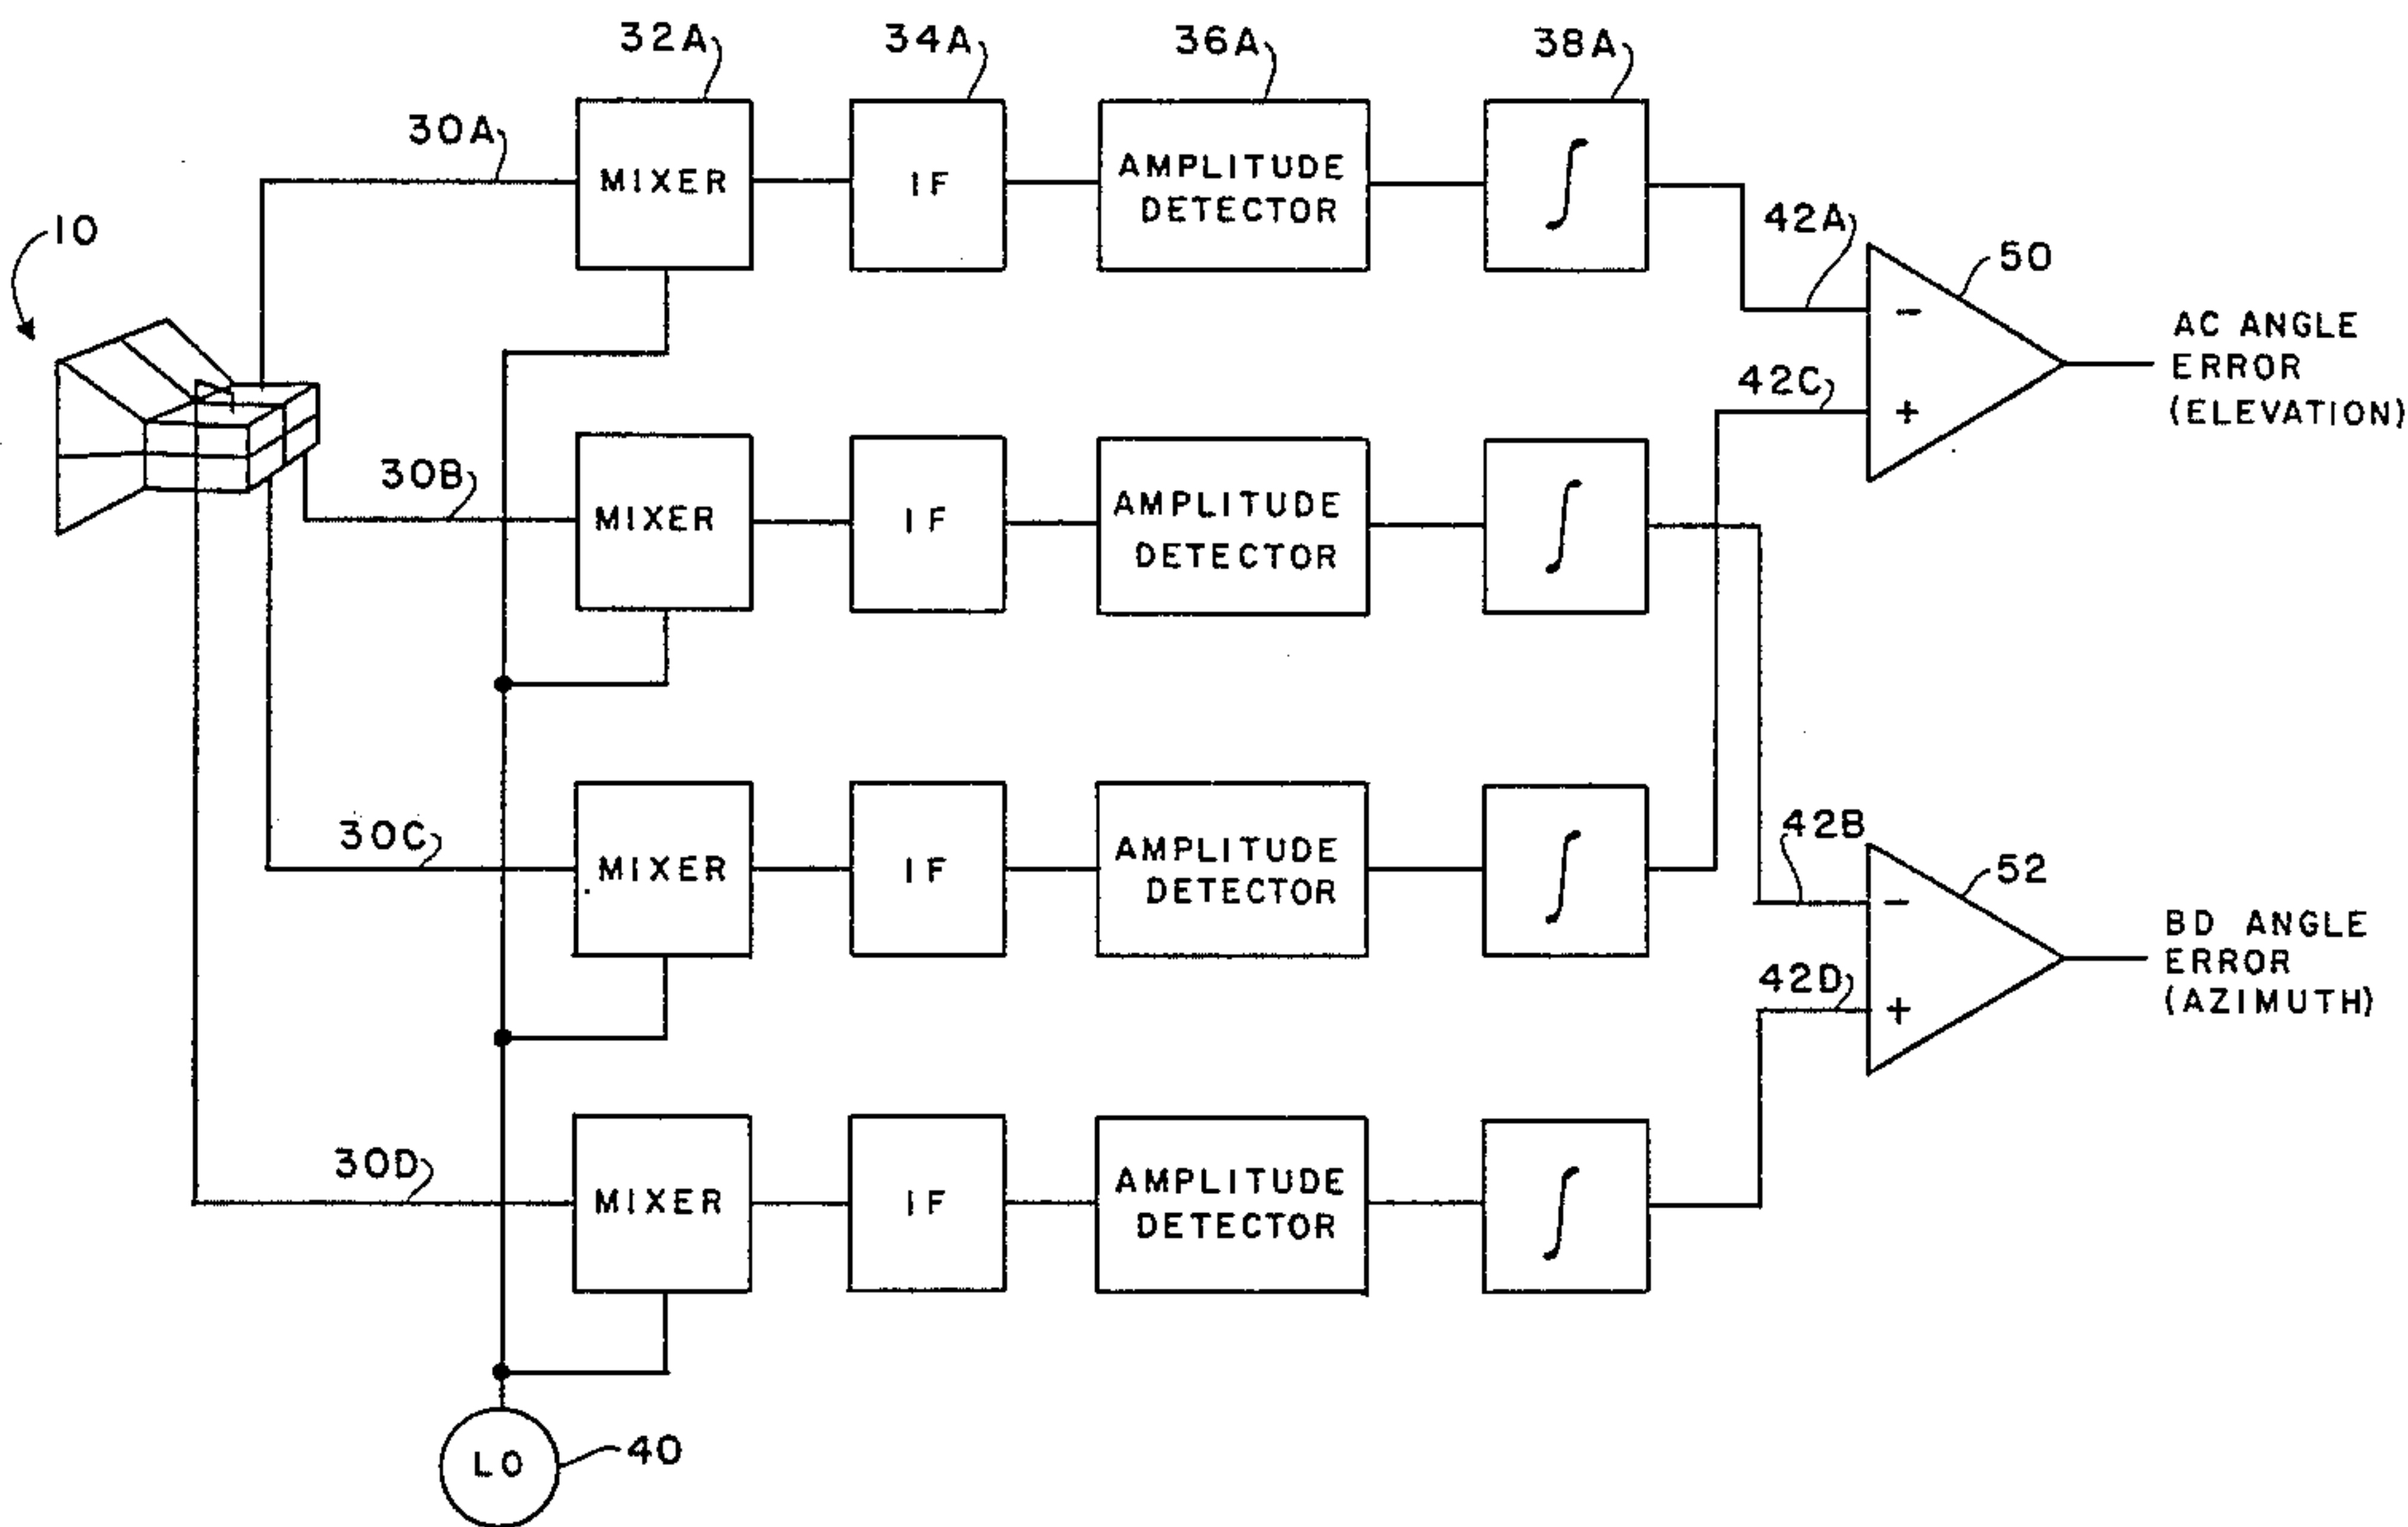 32A
34A
36A
38A
30A
MIXER
IF
AMPLITUDE
DETECTOR
∫
42A
10
50
−
AC ANGLE
ERROR
(ELEVATION)
42C
+
30B
MIXER
IF
AMPLITUDE
DETECTOR
∫
30C
MIXER
IF
AMPLITUDE
DETECTOR
∫
42B
52
−
BD ANGLE
ERROR
(AZIMUTH)
42D
+
30D
MIXER
IF
AMPLITUDE
DETECTOR
∫
LO
40